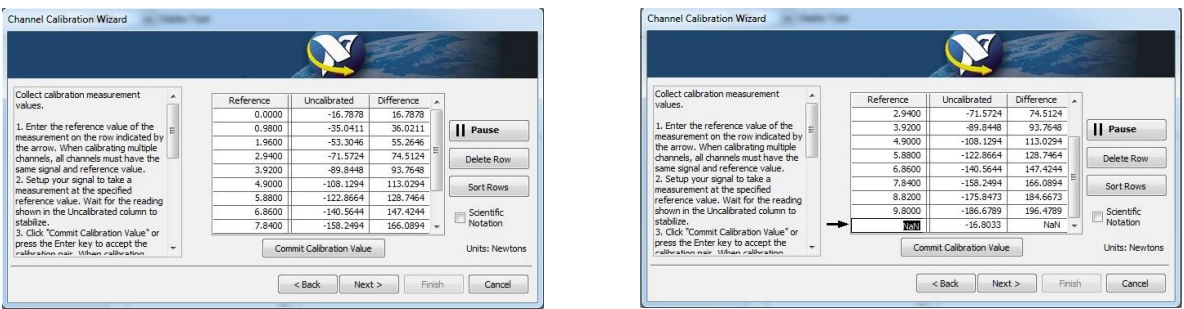 Channel Calibration Wizard
Collect calibration measurement
values.
1. Enter the reference value of the
measurement on the row indicated by
the arrow. When calibrating multiple
channels, all channels must have the
same signal and reference value.
2. Setup your signal to take a
measurement at the specified
reference value. Wait for the reading
shown in the Uncalibrated column to
stabilize.
3. Click "Commit Calibration Value" or
press the Enter key to accept the
calibration pair. When calibrating
Reference Uncalibrated Difference
0.0000 -16.7878 16.7878
0.9800 -35.0411 36.0211
1.9600 -53.3046 55.2646
2.9400 -71.5724 74.5124
3.9200 -89.8448 93.7648
4.9000 -108.1294 113.0294
5.8800 -122.8664 128.7464
6.8600 -140.5644 147.4244
7.8400 -158.2494 166.0894
Commit Calibration Value
Pause
Delete Row
Sort Rows
Scientific
Notation
Units: Newtons
< Back Next > Finish Cancel
Channel Calibration Wizard
Collect calibration measurement
values.
1. Enter the reference value of the
measurement on the row indicated by
the arrow. When calibrating multiple
channels, all channels must have the
same signal and reference value.
2. Setup your signal to take a
measurement at the specified
reference value. Wait for the reading
shown in the Uncalibrated column to
stabilize.
3. Click "Commit Calibration Value" or
press the Enter key to accept the
calibration pair. When calibrating
Reference Uncalibrated Difference
2.9400 -71.5724 74.5124
3.9200 -89.8448 93.7648
4.9000 -108.1294 113.0294
5.8800 -122.8664 128.7464
6.8600 -140.5644 147.4244
7.8400 -158.2494 166.0894
8.8200 -175.8473 184.6673
9.8000 -186.6789 196.4789
NaN -16.8033 NaN
Commit Calibration Value
Pause
Delete Row
Sort Rows
Scientific
Notation
Units: Newtons
< Back Next > Finish Cancel